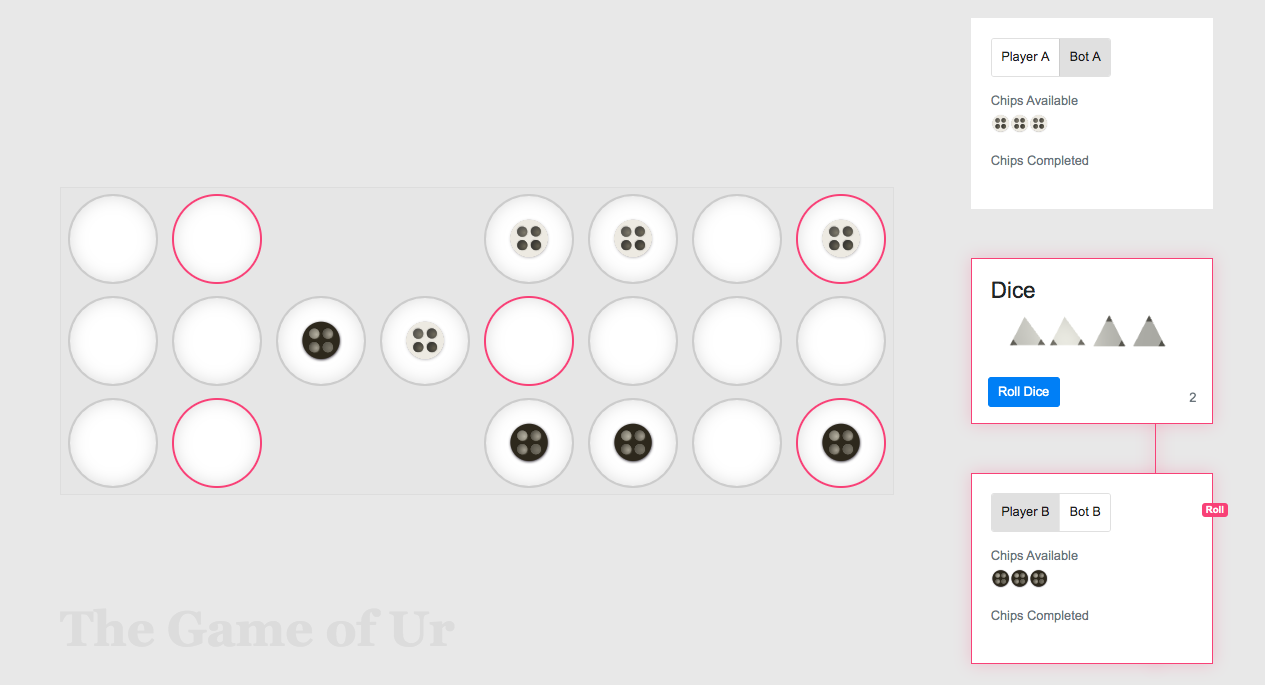 Player A Bot A
Chips Available
Chips Completed
Dice
Roll Dice 2
Player B Bot B
Roll
Chips Available
Chips Completed
The Game of Ur